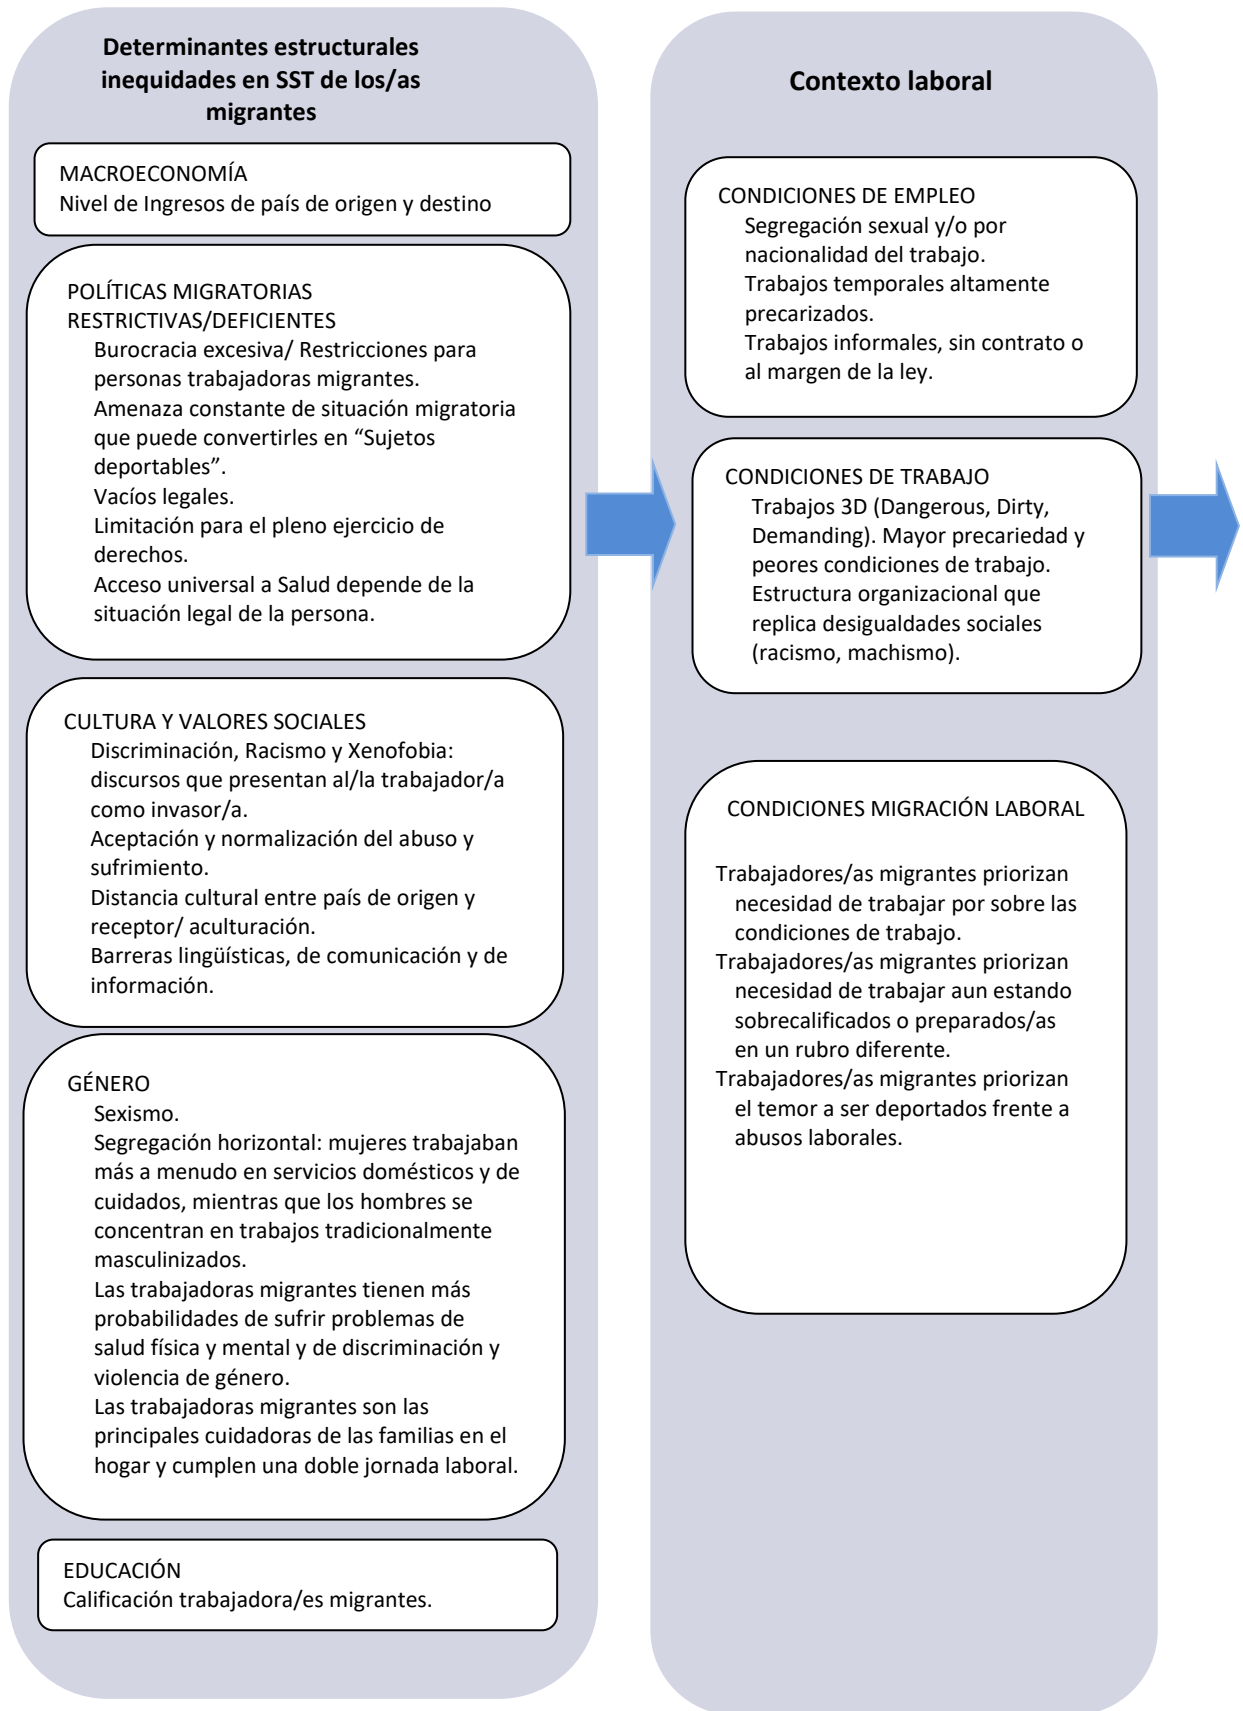 Determinantes estructurales
inequidades en SST de los/as
migrantes
MACROECONOMÍA
Nivel de Ingresos de país de origen y destino
POLÍTICAS MIGRATORIAS
RESTRICTIVAS/DEFICIENTES
Burocracia excesiva/ Restricciones para
personas trabajadoras migrantes.
Amenaza constante de situación migratoria
que puede convertirles en “Sujetos
deportables”.
Vacíos legales.
Limitación para el pleno ejercicio de
derechos.
Acceso universal a Salud depende de la
situación legal de la persona.
CULTURA Y VALORES SOCIALES
Discriminación, Racismo y Xenofobia:
discursos que presentan al/la trabajador/a
como invasor/a.
Aceptación y normalización del abuso y
sufrimiento.
Distancia cultural entre país de origen y
receptor/ aculturación.
Barreras lingüísticas, de comunicación y de
información.
GÉNERO
Sexismo.
Segregación horizontal: mujeres trabajaban
más a menudo en servicios domésticos y de
cuidados, mientras que los hombres se
concentran en trabajos tradicionalmente
masculinizados.
Las trabajadoras migrantes tienen más
probabilidades de sufrir problemas de
salud física y mental y de discriminación y
violencia de género.
Las trabajadoras migrantes son las
principales cuidadoras de las familias en el
hogar y cumplen una doble jornada laboral.
EDUCACIÓN
Calificación trabajadora/es migrantes.
Contexto laboral
CONDICIONES DE EMPLEO
Segregación sexual y/o por
nacionalidad del trabajo.
Trabajos temporales altamente
precarizados.
Trabajos informales, sin contrato o
al margen de la ley.
CONDICIONES DE TRABAJO
Trabajos 3D (Dangerous, Dirty,
Demanding). Mayor precariedad y
peores condiciones de trabajo.
Estructura organizacional que
replica desigualdades sociales
(racismo, machismo).
CONDICIONES MIGRACIÓN LABORAL
Trabajadores/as migrantes priorizan
necesidad de trabajar por sobre las
condiciones de trabajo.
Trabajadores/as migrantes priorizan
necesidad de trabajar aun estando
sobrecalificados o preparados/as
en un rubro diferente.
Trabajadores/as migrantes priorizan
el temor a ser deportados frente a
abusos laborales.